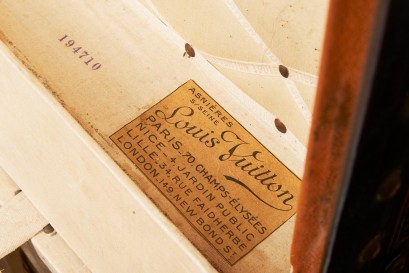 194710
ASNIÈRES
S/SEINE
Louis Vuitton
PARIS, 70 CHAMPS-ÉLYSÉES
NICE - 4 JARDIN PUBLIC
LILLE - 34, RUE FAIDHERBE
LONDON, 149 NEW BOND ST.